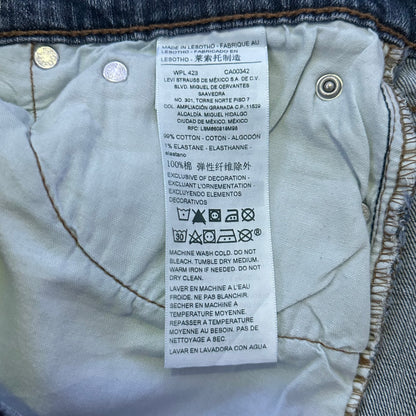 MADE IN LESOTHO - FABRIQUE AU
LESOTHO - FABRICADO EN
LESOTHO - 莱索托制造
WPL 423 CA00342
LEVI STRAUSS DE MEXICO S.A. DE C.V.
BLVD. MIGUEL DE CERVANTES
SAAVEDRA
NO. 301, TORRE NORTE PISO 7
COL. AMPLIACIÓN GRANADA C.P. 11529
ALCALDÍA, MIGUEL HIDALGO
CIUDAD DE MÉXICO, MÉXICO
RFC: LSM860818M98
99% COTTON - COTON - ALGODÓN
1% ELASTANE - ELASTHANNE -
elastano
100%棉 弹性纤维除外
EXCLUSIVE OF DECORATION -
EXCLUANT L'ORNEMENTATION -
EXCLUYENDO ELEMENTOS
DECORATIVOS
30
MACHINE WASH COLD. DO NOT
BLEACH. TUMBLE DRY MEDIUM.
WARM IRON IF NEEDED. DO NOT
DRY CLEAN.
LAVER EN MACHINE A L'EAU
FROIDE. NE PAS BLANCHIR.
SECHER EN MACHINE A
TEMPERATURE MOYENNE.
REPASSER A TEMPERATURE
MOYENNE AU BESOIN. PAS DE
NETTOYAGE A SEC.
LAVAR EN LAVADORA CON AGUA